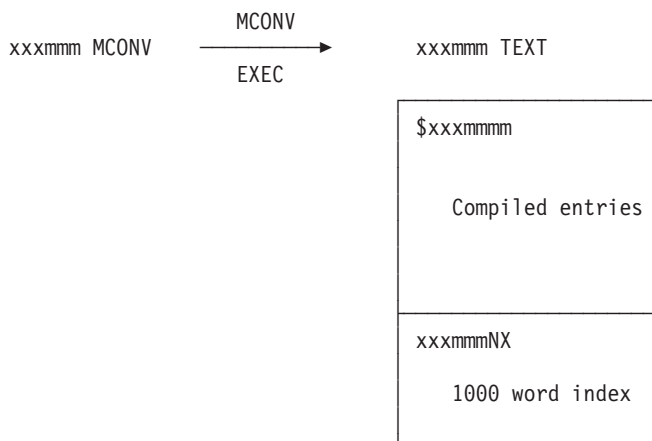 MCONV
xxxmmm MCONV
xxxmmm TEXT
EXEC
$xxxmmmm
Compiled entries
xxxmmmNX
1000 word index